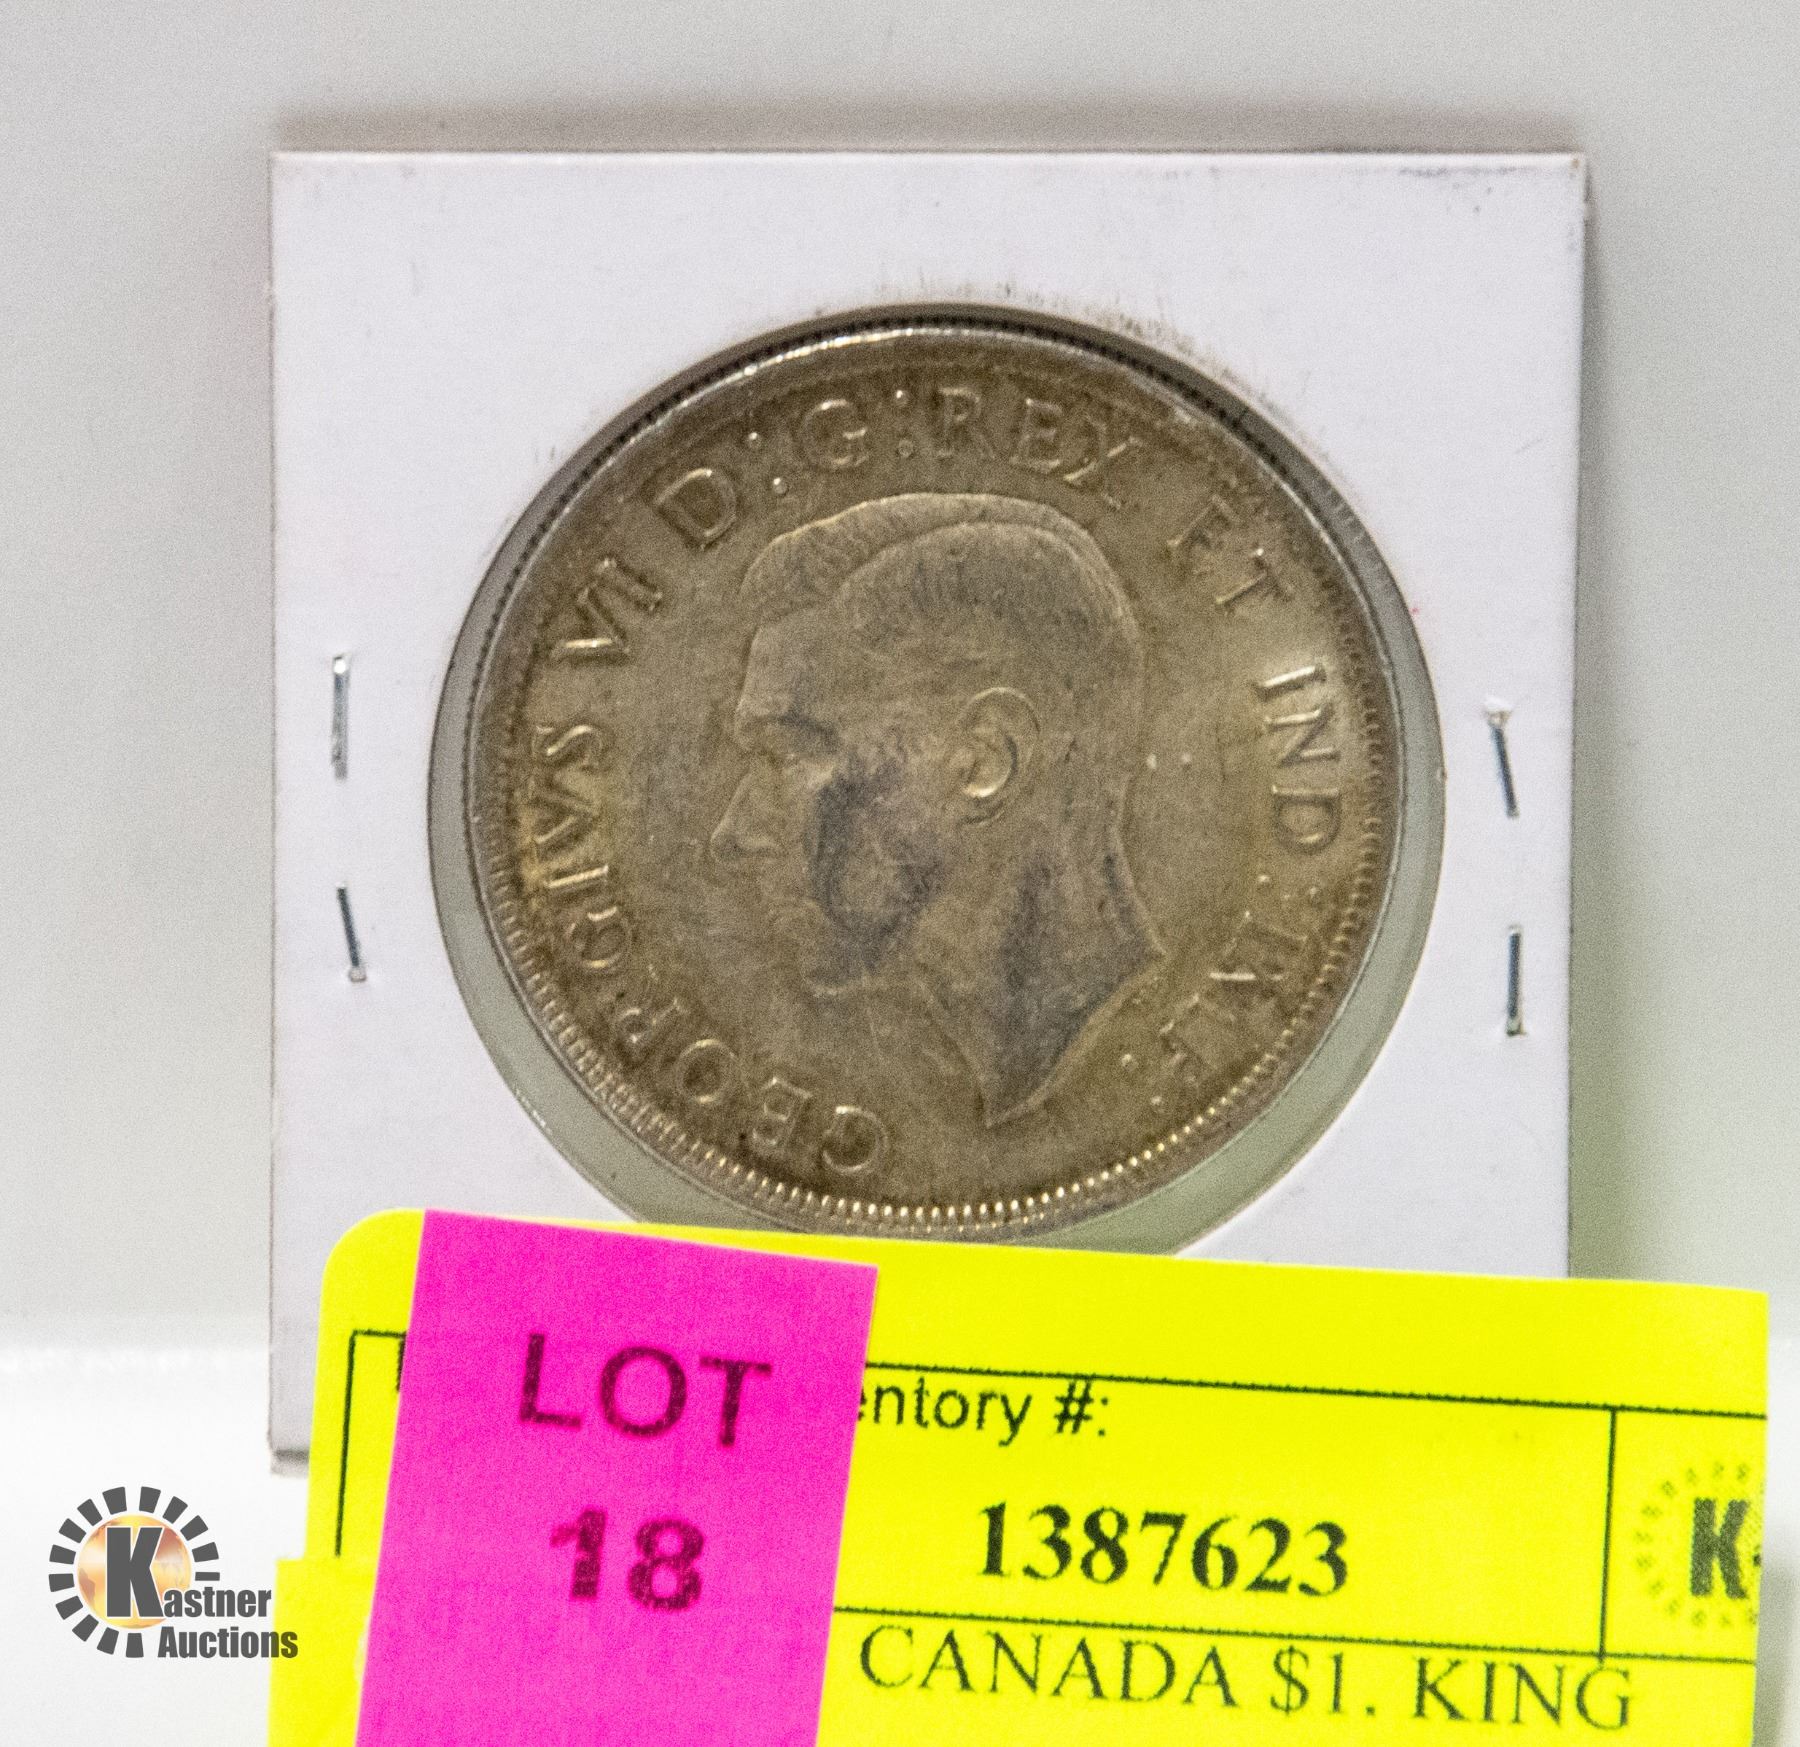 GEORGIVS VI D:G:REX ET IND:IMP:
LOT
18
entory #:
1387623
K
CANADA $1. KING
Kastner
Auctions